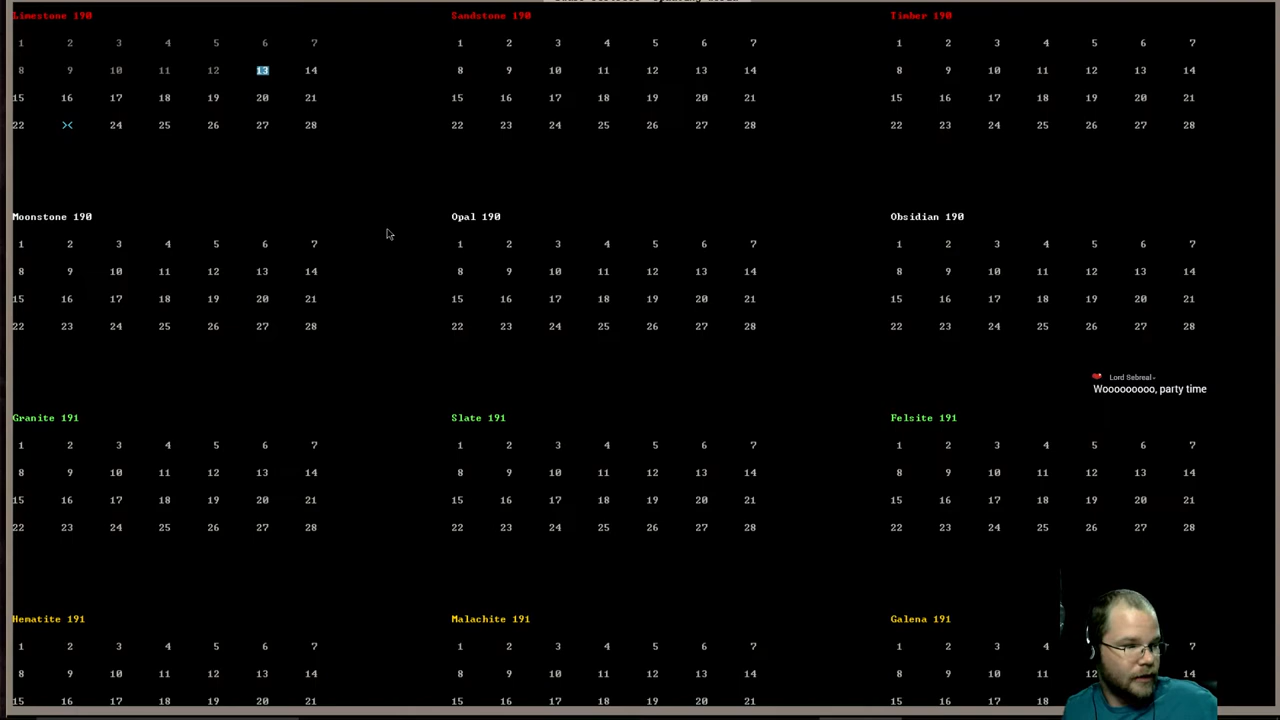 Limestone 190 Sandstone 190 Timber 190
1 2 3 4 5 6 7 1 2 3 4 5 6 7 1 2 3 4 5 6 7
8 9 10 11 12 13 14 8 9 10 11 12 13 14 8 9 10 11 12 13 14
15 16 17 18 19 20 21 15 16 17 18 19 20 21 15 16 17 18 19 20 21
22 >< 24 25 26 27 28 22 23 24 25 26 27 28 22 23 24 25 26 27 28
Moonstone 190 Opal 190 Obsidian 190
1 2 3 4 5 6 7 1 2 3 4 5 6 7 1 2 3 4 5 6 7
8 9 10 11 12 13 14 8 9 10 11 12 13 14 8 9 10 11 12 13 14
15 16 17 18 19 20 21 15 16 17 18 19 20 21 15 16 17 18 19 20 21
22 23 24 25 26 27 28 22 23 24 25 26 27 28 22 23 24 25 26 27 28
Lord Sebreal
Wooooooooo, party time
Granite 191 Slate 191 Felsite 191
1 2 3 4 5 6 7 1 2 3 4 5 6 7 1 2 3 4 5 6 7
8 9 10 11 12 13 14 8 9 10 11 12 13 14 8 9 10 11 12 13 14
15 16 17 18 19 20 21 15 16 17 18 19 20 21 15 16 17 18 19 20 21
22 23 24 25 26 27 28 22 23 24 25 26 27 28 22 23 24 25 26 27 28
Hematite 191 Malachite 191 Galena 191
1 2 3 4 5 6 7 1 2 3 4 5 6 7 1 2 3 4 7
8 9 10 11 12 13 14 8 9 10 11 12 13 14 8 9 10 11 12 14
15 16 17 18 19 20 21 15 16 17 18 19 20 21 15 16 17 18 21